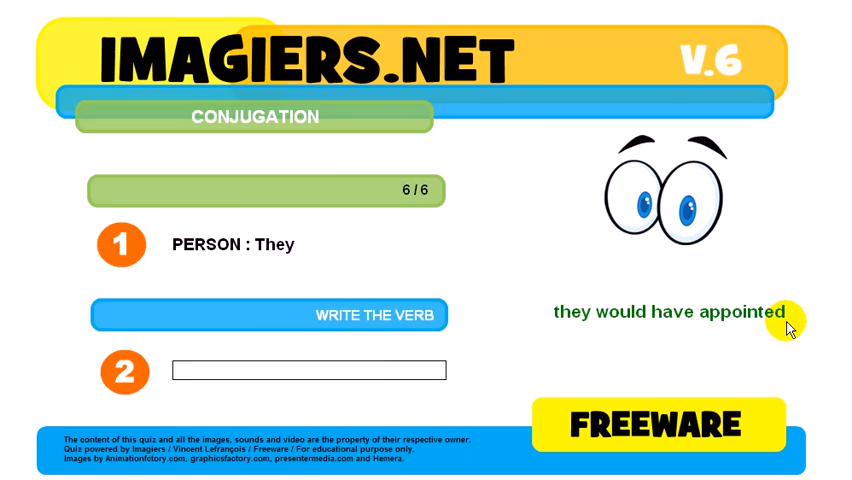 IMAGIERS.NET
V.6
CONJUGATION
6 / 6
1
PERSON : They
WRITE THE VERB
they would have appointed
2
FREEWARE
The content of this quiz and all the images, sounds and video are the property of their respective owner.
Quiz powered by Imagiers / Vincent Lefrançois / Freeware / For educational purpose only.
Images by Animationfctory.com, graphicsfactory.com, presentermedia.com and Hemera.